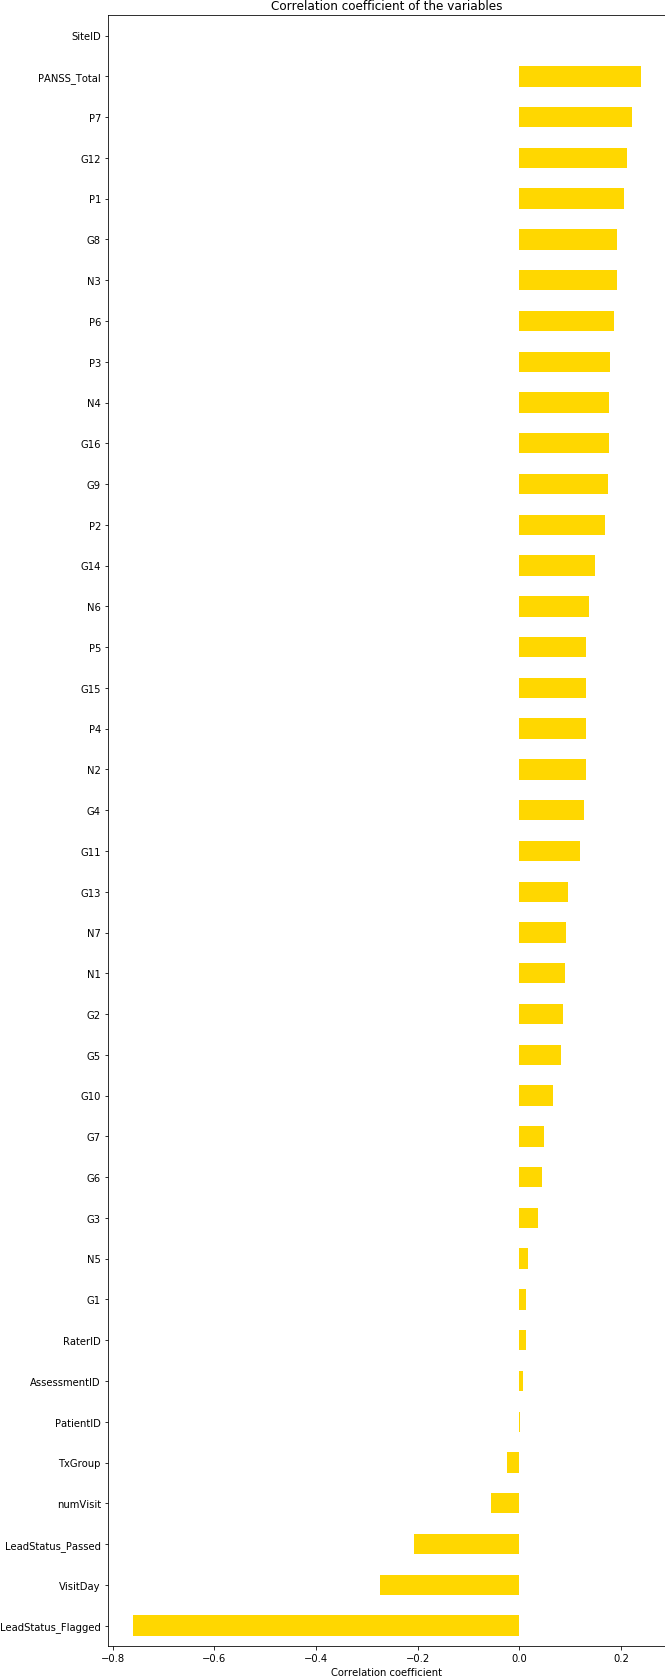 Correlation coefficient of the variables
SiteID
PANSS_Total
P7
G12
P1
G8
N3
P6
P3
N4
G16
G9
P2
G14
N6
P5
G15
P4
N2
G4
G11
G13
N7
N1
G2
G5
G10
G7
G6
G3
N5
G1
RaterID
AssessmentID
PatientID
TxGroup
numVisit
LeadStatus_Passed
VisitDay
LeadStatus_Flagged
−0.8 −0.6 −0.4 −0.2 0.0 0.2
Correlation coefficient